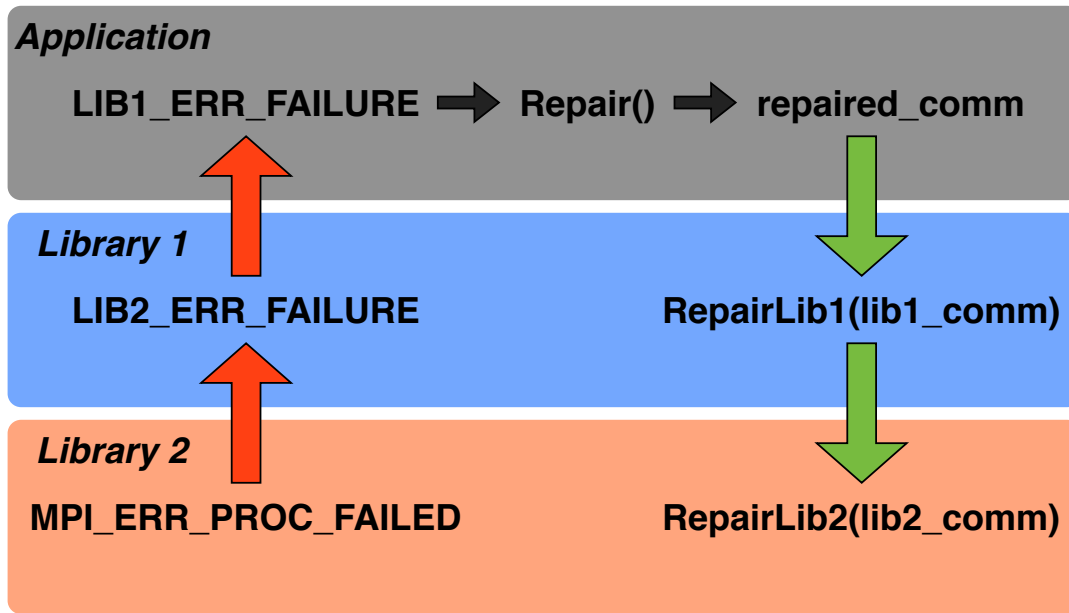 Application
LIB1_ERR_FAILURE Repair() repaired_comm
Library 1
LIB2_ERR_FAILURE RepairLib1(lib1_comm)
Library 2
MPI_ERR_PROC_FAILED RepairLib2(lib2_comm)